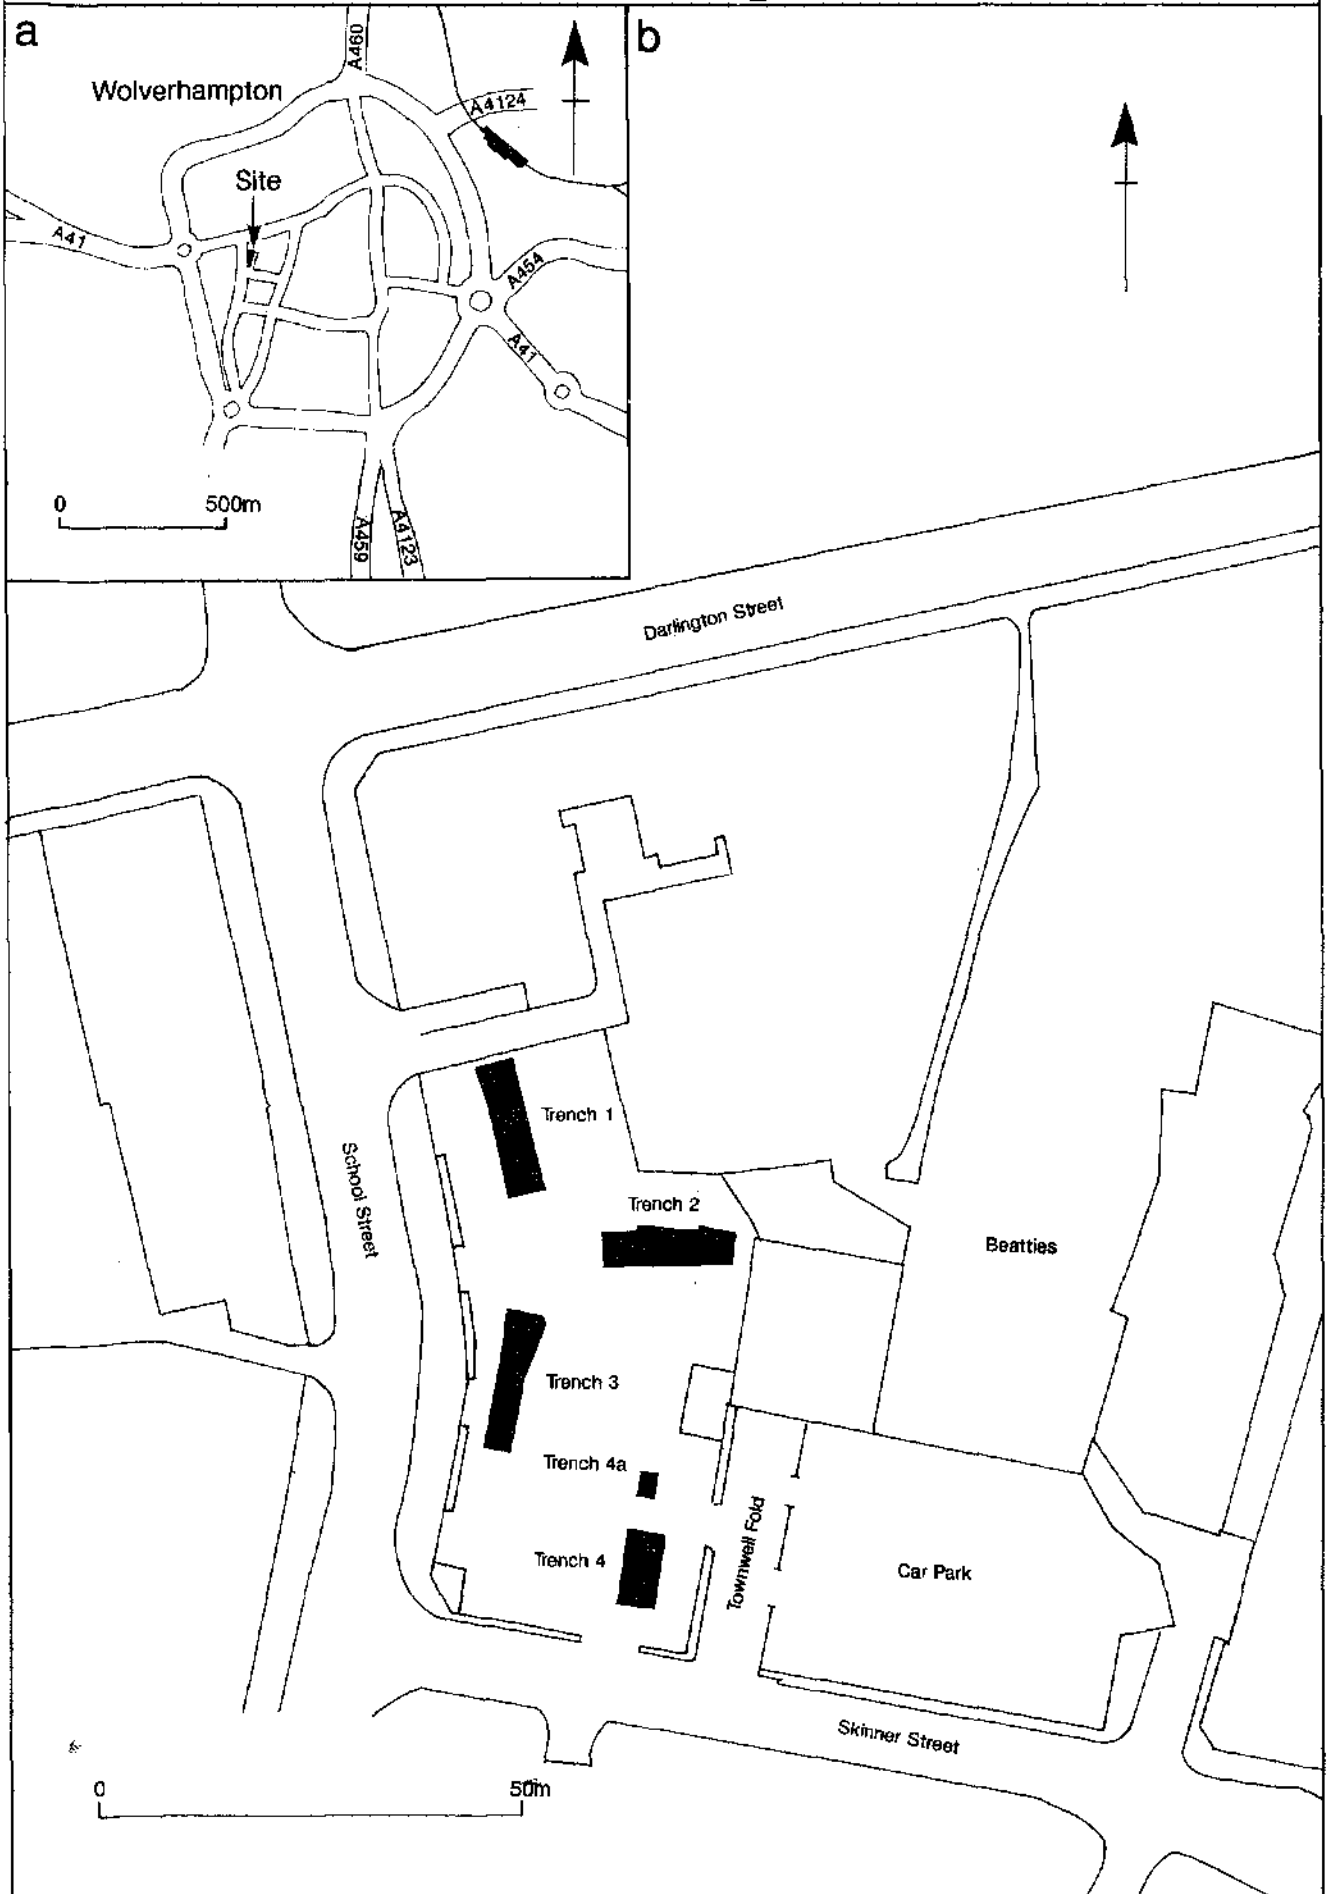 a
b
Wolverhampton
A460
A4124
Site
A41
A454
A41
0 500m
A459
A4123
Darlington Street
Trench 1
School Street
Trench 2
Beatties
Trench 3
Trench 4a
Townwell Fold
Trench 4
Car Park
Skinner Street
0 50m